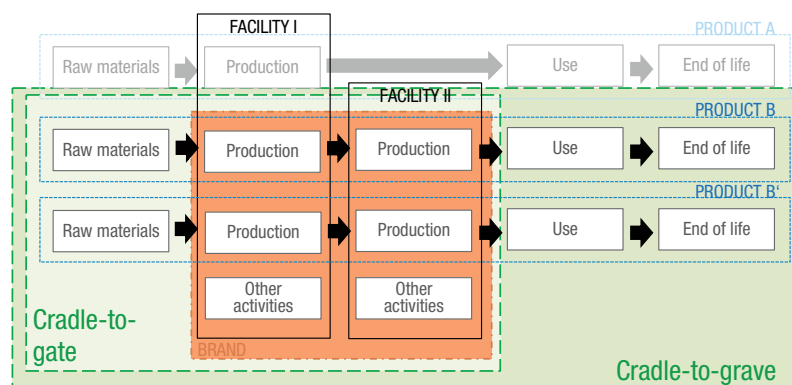 FACILITY I
PRODUCT A
Raw materials
Production
Use
End of life
FACILITY II
PRODUCT B
Raw materials
Production
Production
Use
End of life
PRODUCT B‘
Raw materials
Production
Production
Use
End of life
Other
activities
Other
activities
Cradle-to-
gate
BRAND
Cradle-to-grave